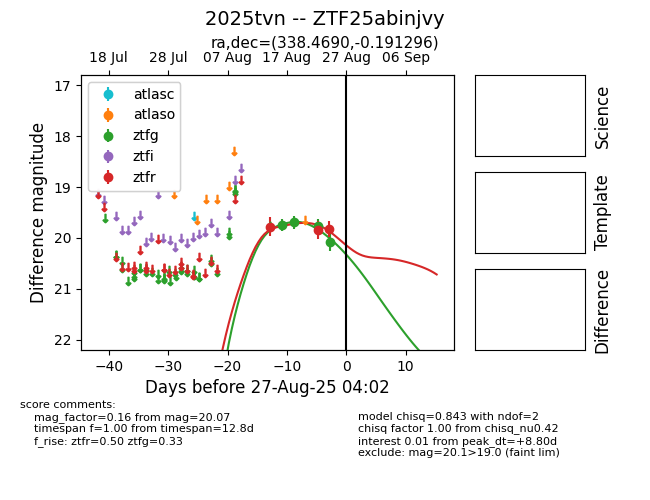 2025tvn -- ZTF25abinjvy
ra,dec=(338.4690,-0.191296)
18 Jul 28 Jul 07 Aug 17 Aug 27 Aug 06 Sep
17
18
19
20
21
22
Difference magnitude
atlasc
atlaso
ztfg
ztfi
ztfr
−40 −30 −20 −10 0 10
Days before 27-Aug-25 04:02
Science
Template
Difference
score comments:
mag_factor=0.16 from mag=20.07
timespan f=1.00 from timespan=12.8d
f_rise: ztfr=0.50 ztfg=0.33
model chisq=0.843 with ndof=2
chisq factor 1.00 from chisq_nu0.42
interest 0.01 from peak_dt=+8.80d
exclude: mag=20.1>19.0 (faint lim)